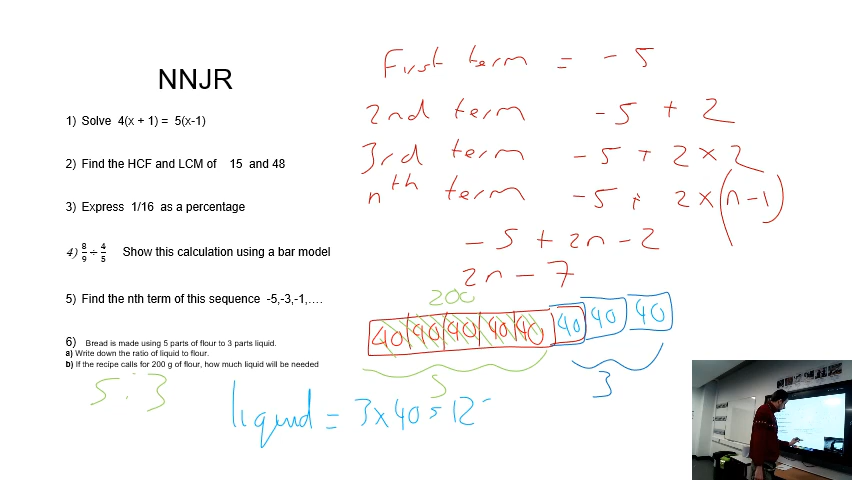 NNJR
1) Solve 4(x + 1) = 5(x-1)
2) Find the HCF and LCM of 15 and 48
3) Express 1/16 as a percentage
4) 8/9 ÷ 4/5 Show this calculation using a bar model
5) Find the nth term of this sequence -5,-3,-1,....
6) Bread is made using 5 parts of flour to 3 parts liquid.
a) Write down the ratio of liquid to flour.
b) If the recipe calls for 200 g of flour, how much liquid will be needed
5 : 3
First term = - 5
2nd term -5 + 2
3rd term -5 + 2 × 2
nth term -5 + 2 × (n - 1)
- 5 + 2n - 2
2n - 7
200
40 40 40 40 40 40 40 40
5 3
liquid = 3 × 40 = 12